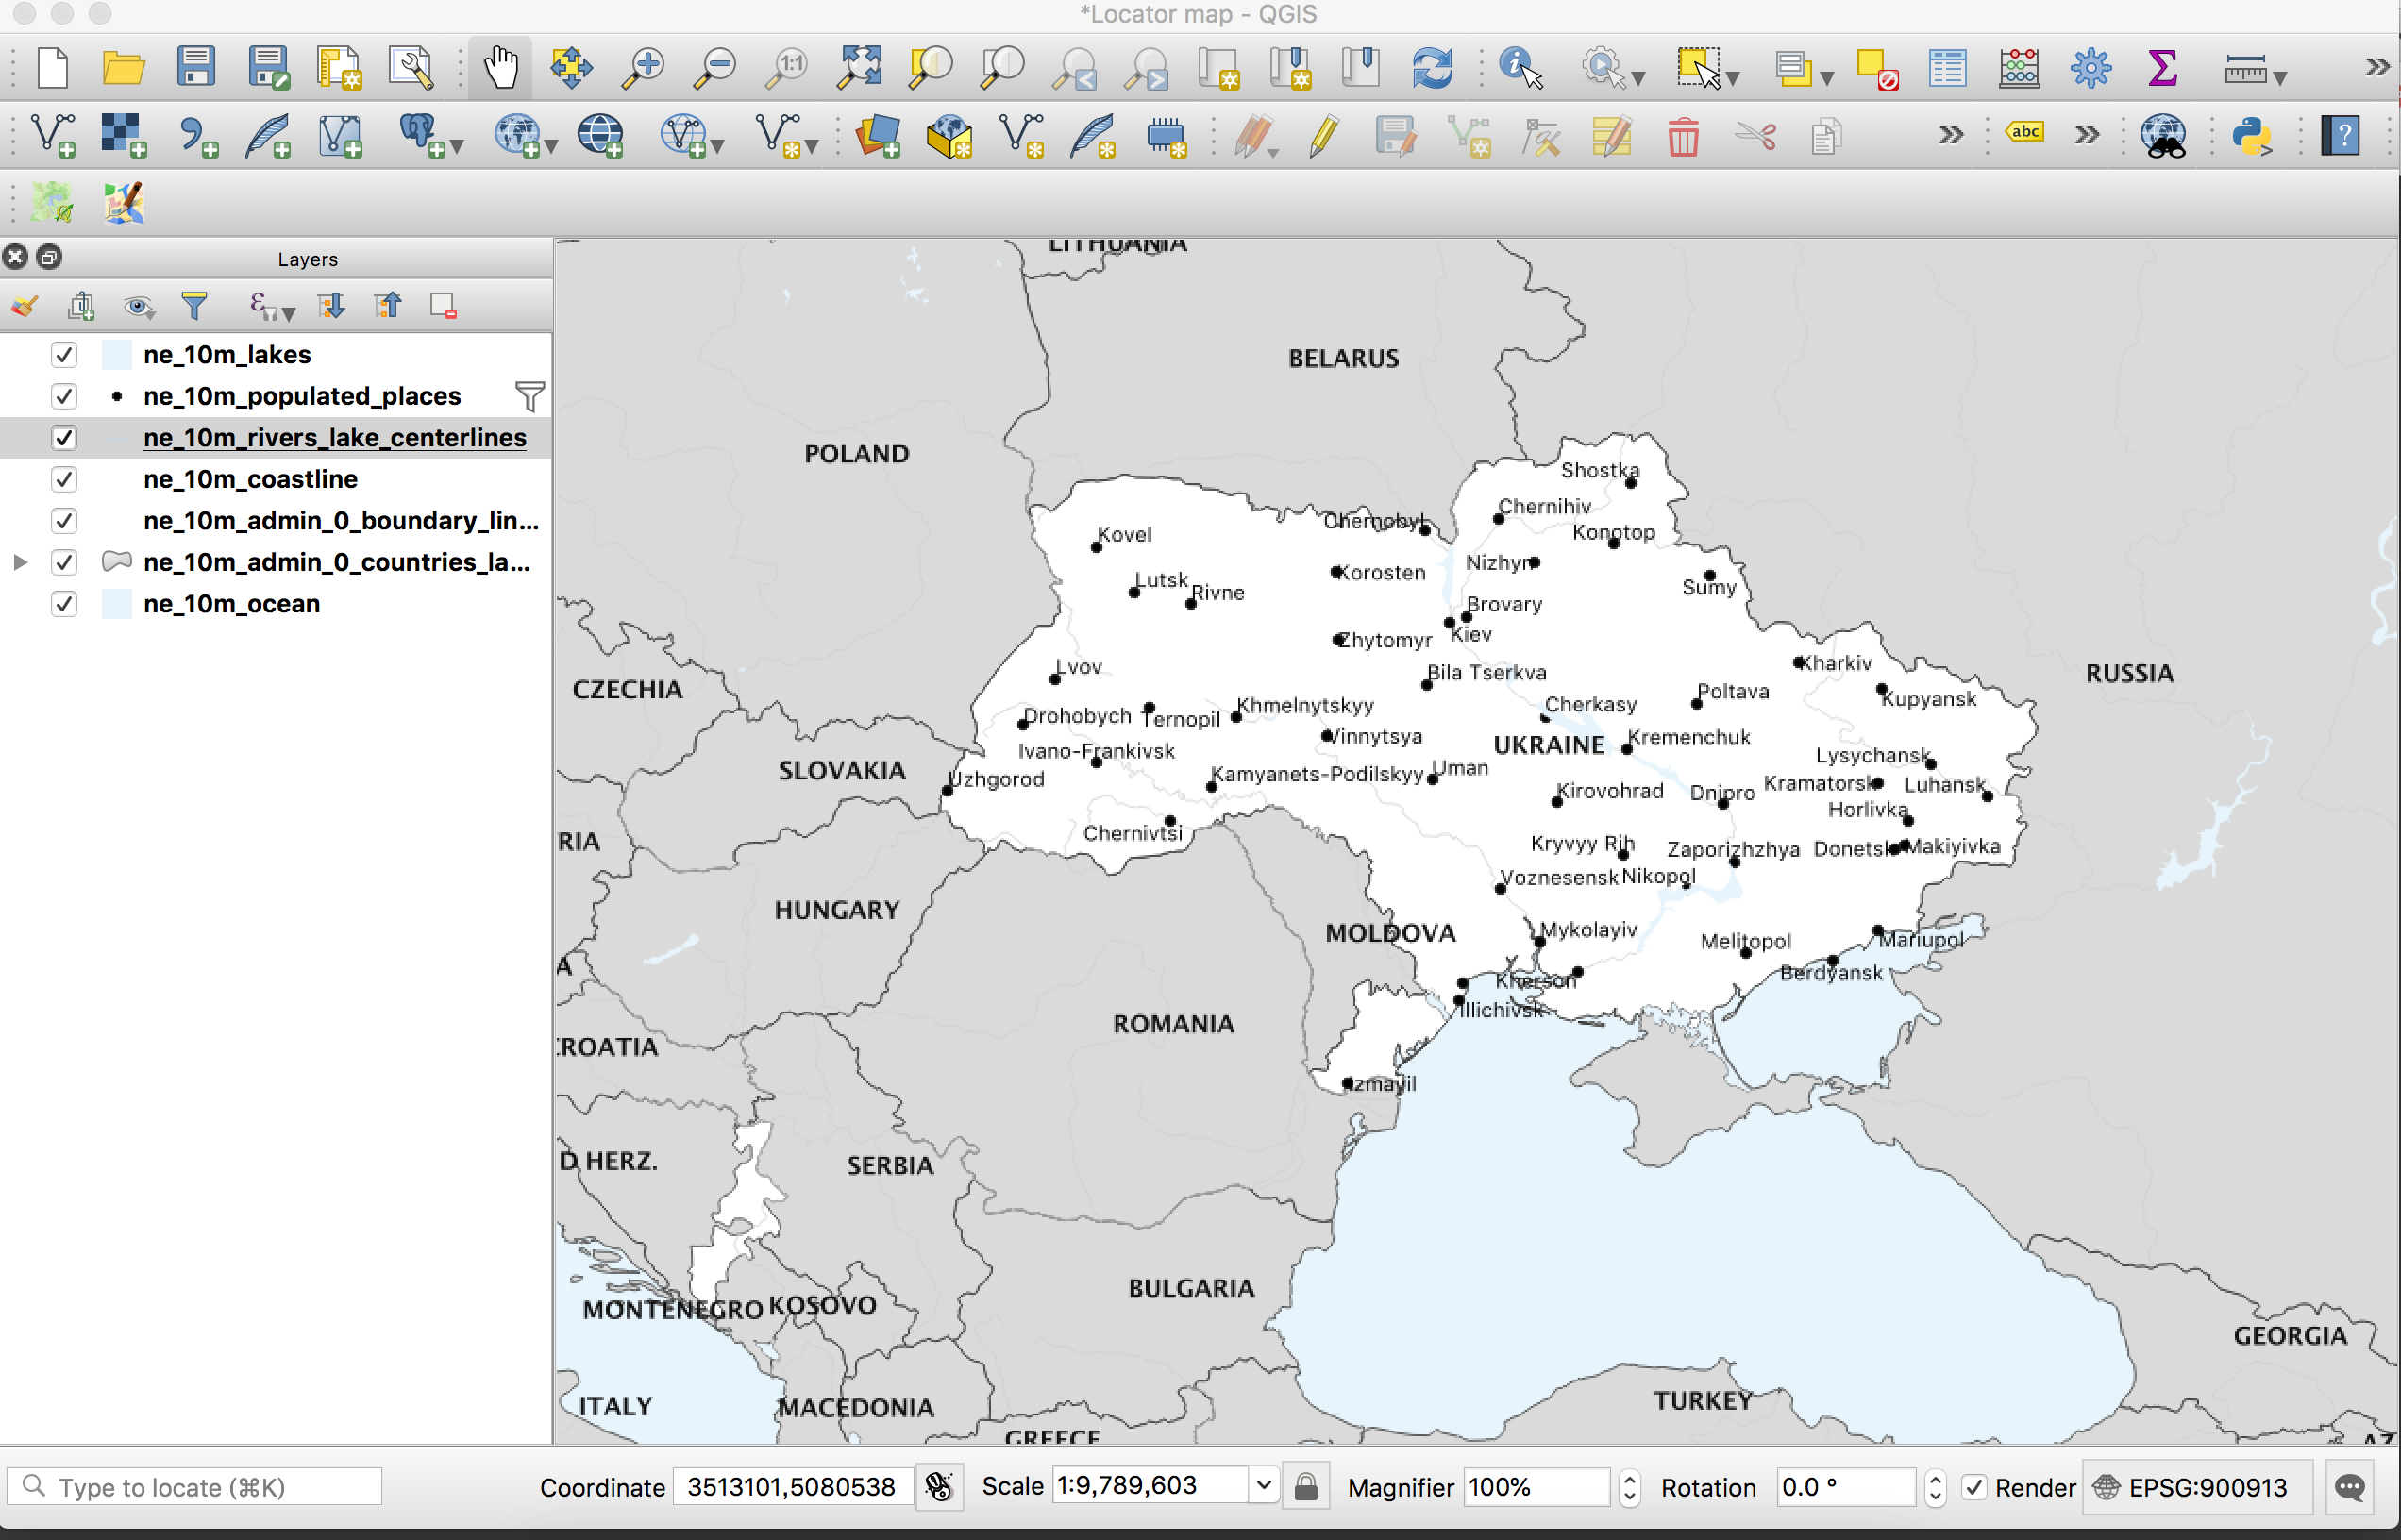 *Locator map - QGIS
1:1
abc
?
Layers
ne_10m_lakes
ne_10m_populated_places
ne_10m_rivers_lake_centerlines
ne_10m_coastline
ne_10m_admin_0_boundary_lin...
ne_10m_admin_0_countries_la...
ne_10m_ocean
LITHUANIA
BELARUS
POLAND
Shostka
Chernihiv
Chernobyl
Konotop
Kovel
Nizhyn
Korosten
Lutsk
Rivne
Sumy
Brovary
Kiev
Zhytomyr
Lvov
Kharkiv
RUSSIA
Bila Tserkva
CZECHIA
Poltava
Kupyansk
Khmelnytskyy
Cherkasy
Drohobych
Ternopil
Vinnytsya
Kremenchuk
UKRAINE
Ivano-Frankivsk
Lysychansk
SLOVAKIA
Uzhgorod
Kamyanets-Podilskyy
Uman
Kramatorsk
Luhansk
Kirovohrad
Dnipro
Horlivka
Chernivtsi
RIA
Kryvyy Rih
Zaporizhzhya
Donetsk
Makiyivka
Voznesensk
Nikopol
HUNGARY
MOLDOVA
Mykolayiv
Melitopol
Mariupol
A
Berdyansk
Kherson
Illichivsk
ROMANIA
ROATIA
Izmayil
D HERZ.
SERBIA
BULGARIA
MONTENEGRO
KOSOVO
GEORGIA
TURKEY
ITALY
MACEDONIA
GREECE
AZ
Type to locate (⌘K)
Coordinate 3513101,5080538 Scale 1:9,789,603 Magnifier 100% Rotation 0.0 ° Render EPSG:900913